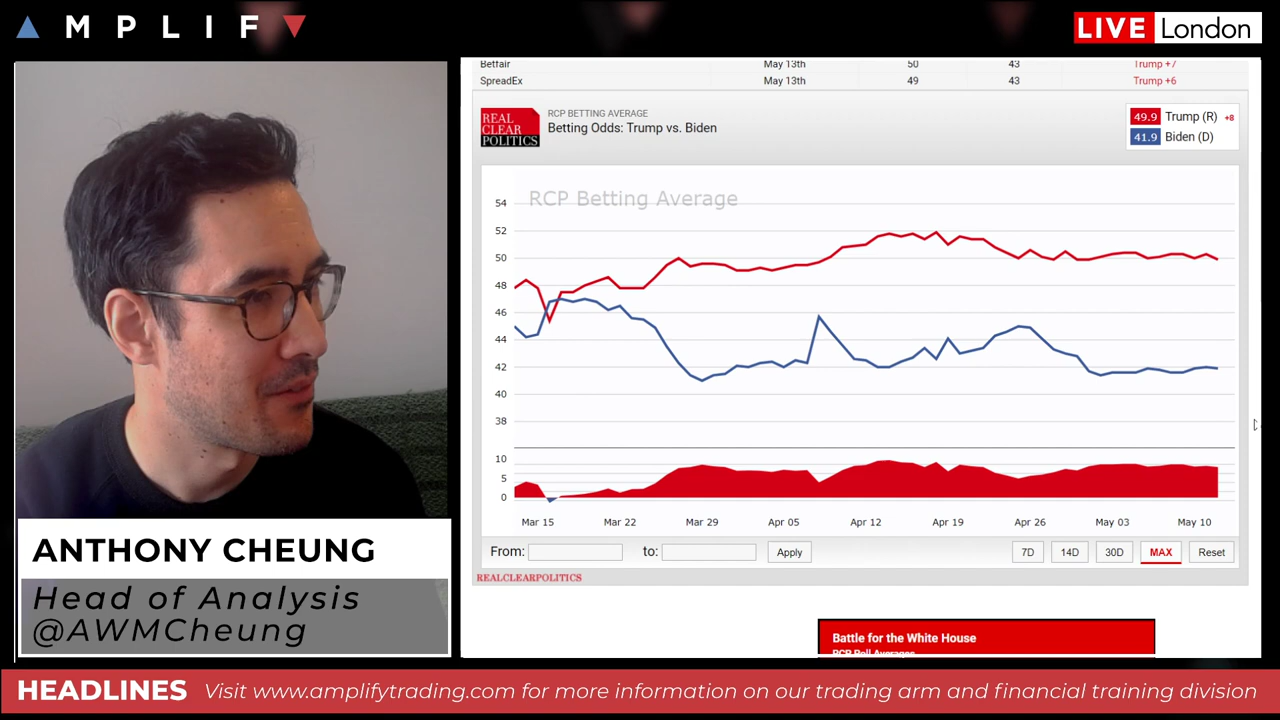 AMPLIFY
LIVE London
Betfair May 13th 50 43 Trump +7
SpreadEx May 13th 49 43 Trump +6
REAL
CLEAR
POLITICS
RCP BETTING AVERAGE
Betting Odds: Trump vs. Biden
49.9 Trump (R) +8
41.9 Biden (D)
RCP Betting Average
54
52
50
48
46
44
42
40
38
10
5
0
Mar 15 Mar 22 Mar 29 Apr 05 Apr 12 Apr 19 Apr 26 May 03 May 10
From: to: Apply 7D 14D 30D MAX Reset
REALCLEARPOLITICS
Battle for the White House
RCP Poll Averages
ANTHONY CHEUNG
Head of Analysis
@AWMCheung
HEADLINES Visit www.amplifytrading.com for more information on our trading arm and financial training division